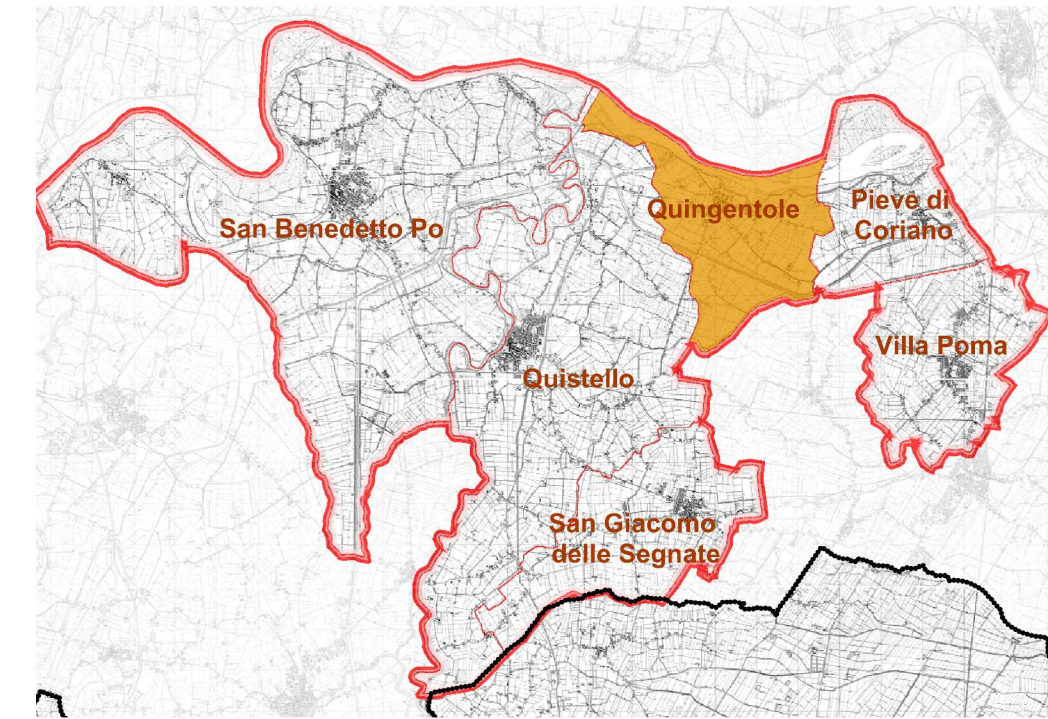 San Benedetto Po
Quingentole
Pieve di
Coriano
Villa Poma
Quistello
San Giacomo
delle Segnate